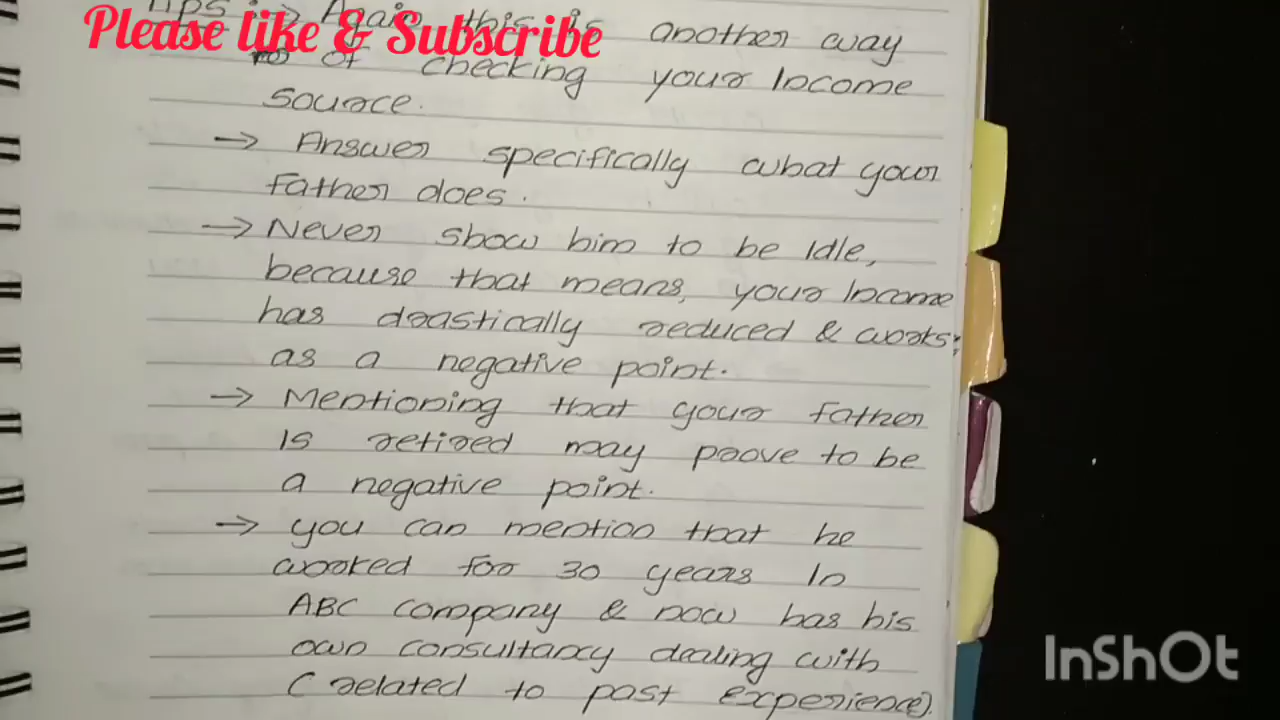 Tips :→ Again this is another way
Please like & Subscribe
of checking your Income
source.
→ Answer specifically what your
father does.
→ Never show him to be Idle,
because that means, your Income
has drastically reduced & works
as a negative point.
→ Mentioning that your father
is retired may proove to be
a negative point.
→ you can mention that he
worked for 30 years In
ABC company & now has his
own consultancy dealing with
(related to past experience).
InShOt